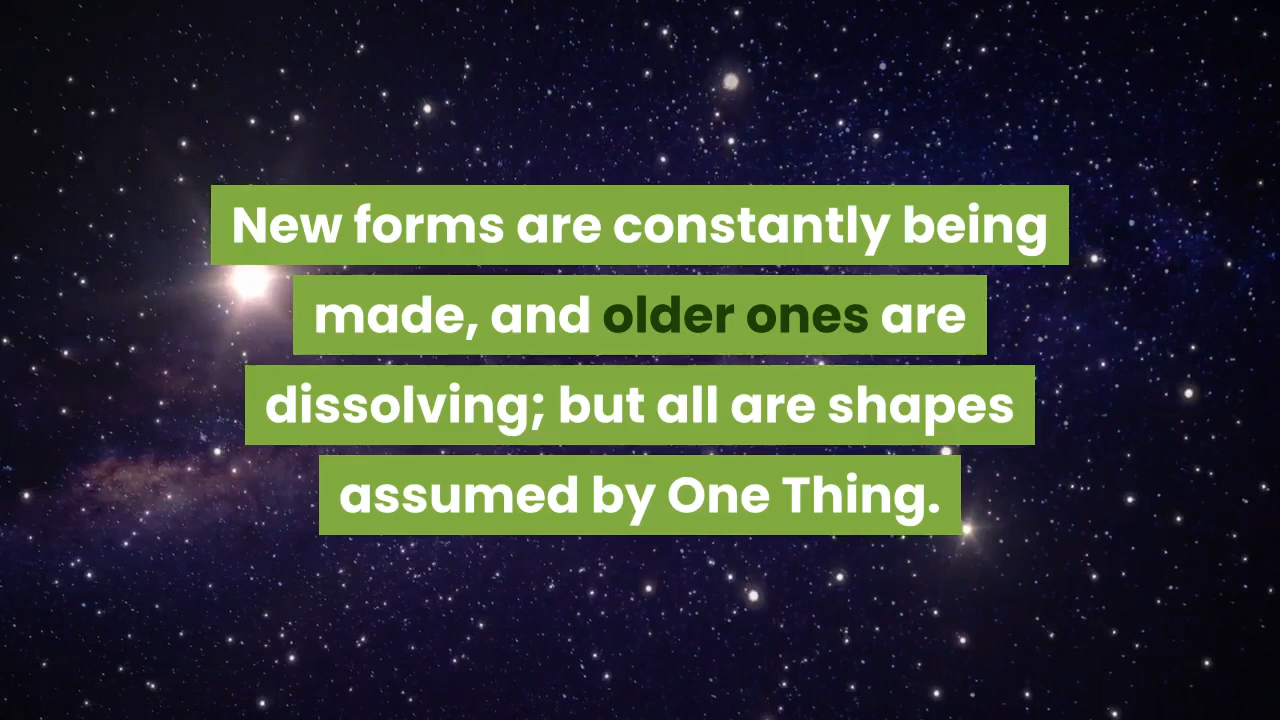 New forms are constantly being
made, and older ones are
dissolving; but all are shapes
assumed by One Thing.